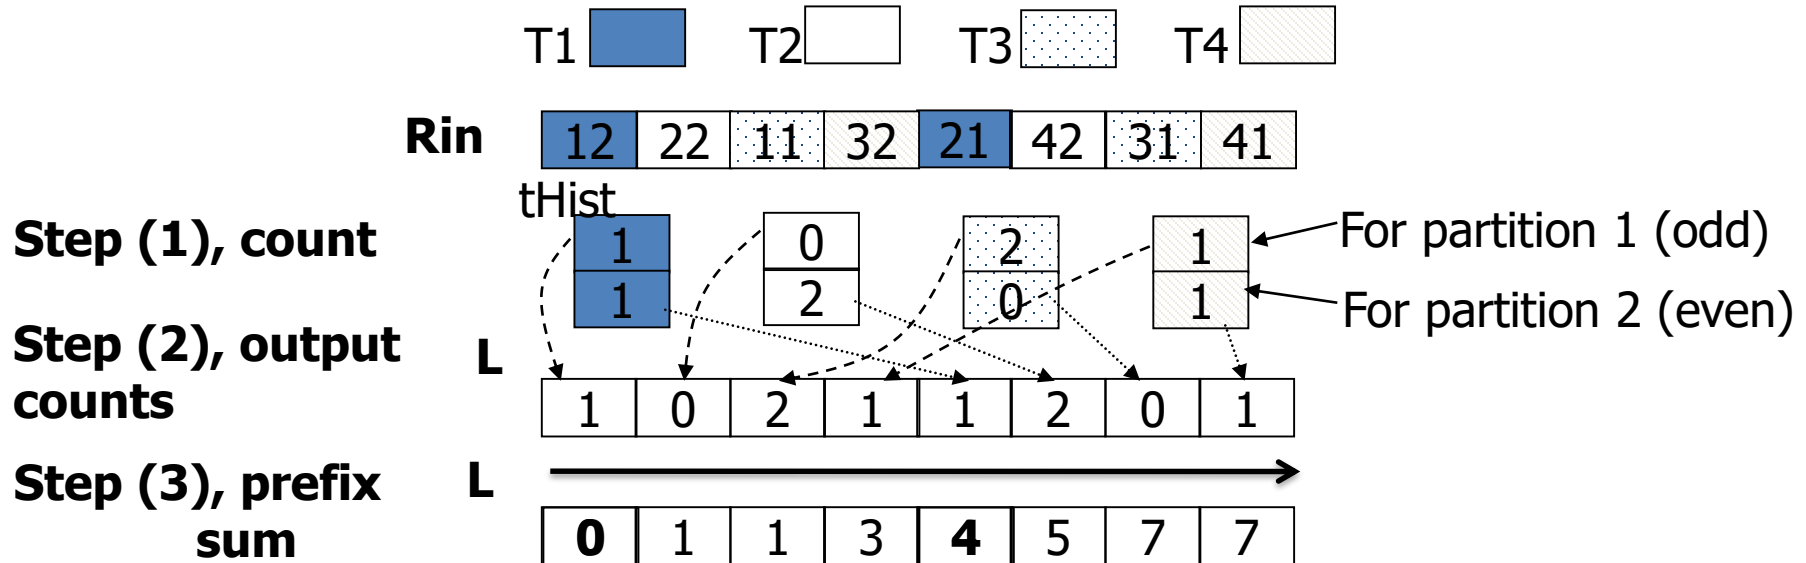 T1 T2 T3 T4
Rin 12 22 11 32 21 42 31 41
tHist
Step (1), count 1 0 2 1 For partition 1 (odd)
1 2 0 1 For partition 2 (even)
Step (2), output L
counts 1 0 2 1 1 2 0 1
Step (3), prefix L
sum 0 1 1 3 4 5 7 7